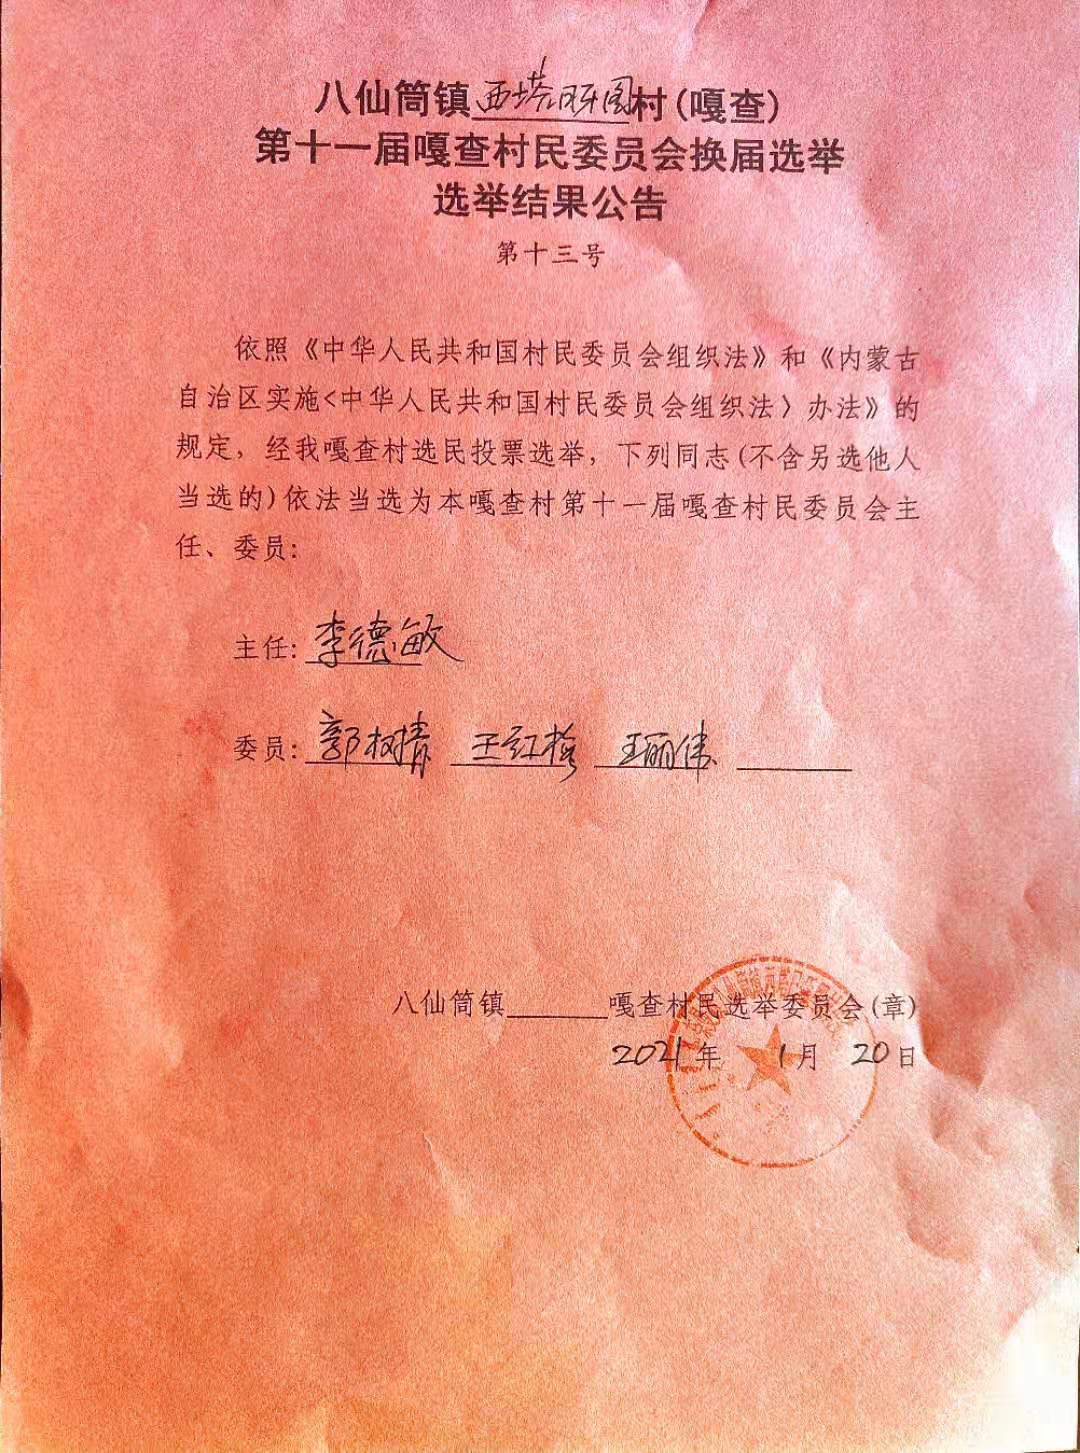 八仙筒镇西塔日牙图村(嘎查)
第十一届嘎查村民委员会换届选举
选举结果公告
第十三号
依照《中华人民共和国村民委员会组织法》和《内蒙古
自治区实施<中华人民共和国村民委员会组织法〉办法》的
规定，经我嘎查村选民投票选举，下列同志(不含另选他人
当选的)依法当选为本嘎查村第十一届嘎查村民委员会主
任、委员:
主任:李德敏
委员:郭树清 王红梅 王丽伟
八仙筒镇 嘎查村民选举委员会(章)
2021年 1月 20日